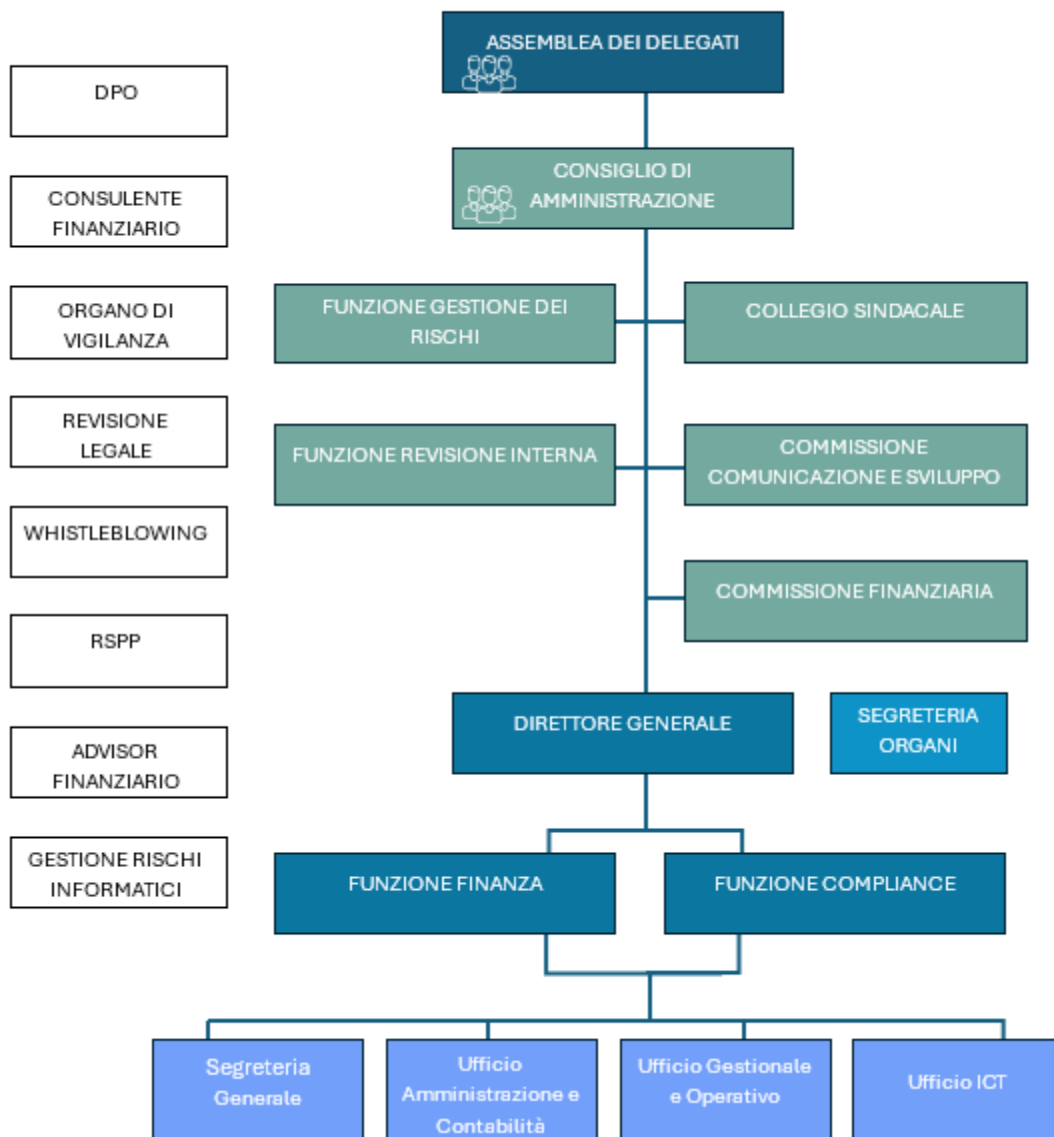 ASSEMBLEA DEI DELEGATI
DPO
CONSIGLIO DI
AMMINISTRAZIONE
CONSULENTE
FINANZIARIO
ORGANO DI
VIGILANZA
FUNZIONE GESTIONE DEI
RISCHI
COLLEGIO SINDACALE
REVISIONE
LEGALE
FUNZIONE REVISIONE INTERNA
COMMISSIONE
COMUNICAZIONE E SVILUPPO
WHISTLEBLOWING
COMMISSIONE FINANZIARIA
RSPP
DIRETTORE GENERALE
SEGRETERIA
ORGANI
ADVISOR
FINANZIARIO
GESTIONE RISCHI
INFORMATICI
FUNZIONE FINANZA
FUNZIONE COMPLIANCE
Segreteria
Generale
Ufficio
Amministrazione e
Contabilità
Ufficio Gestionale
e Operativo
Ufficio ICT